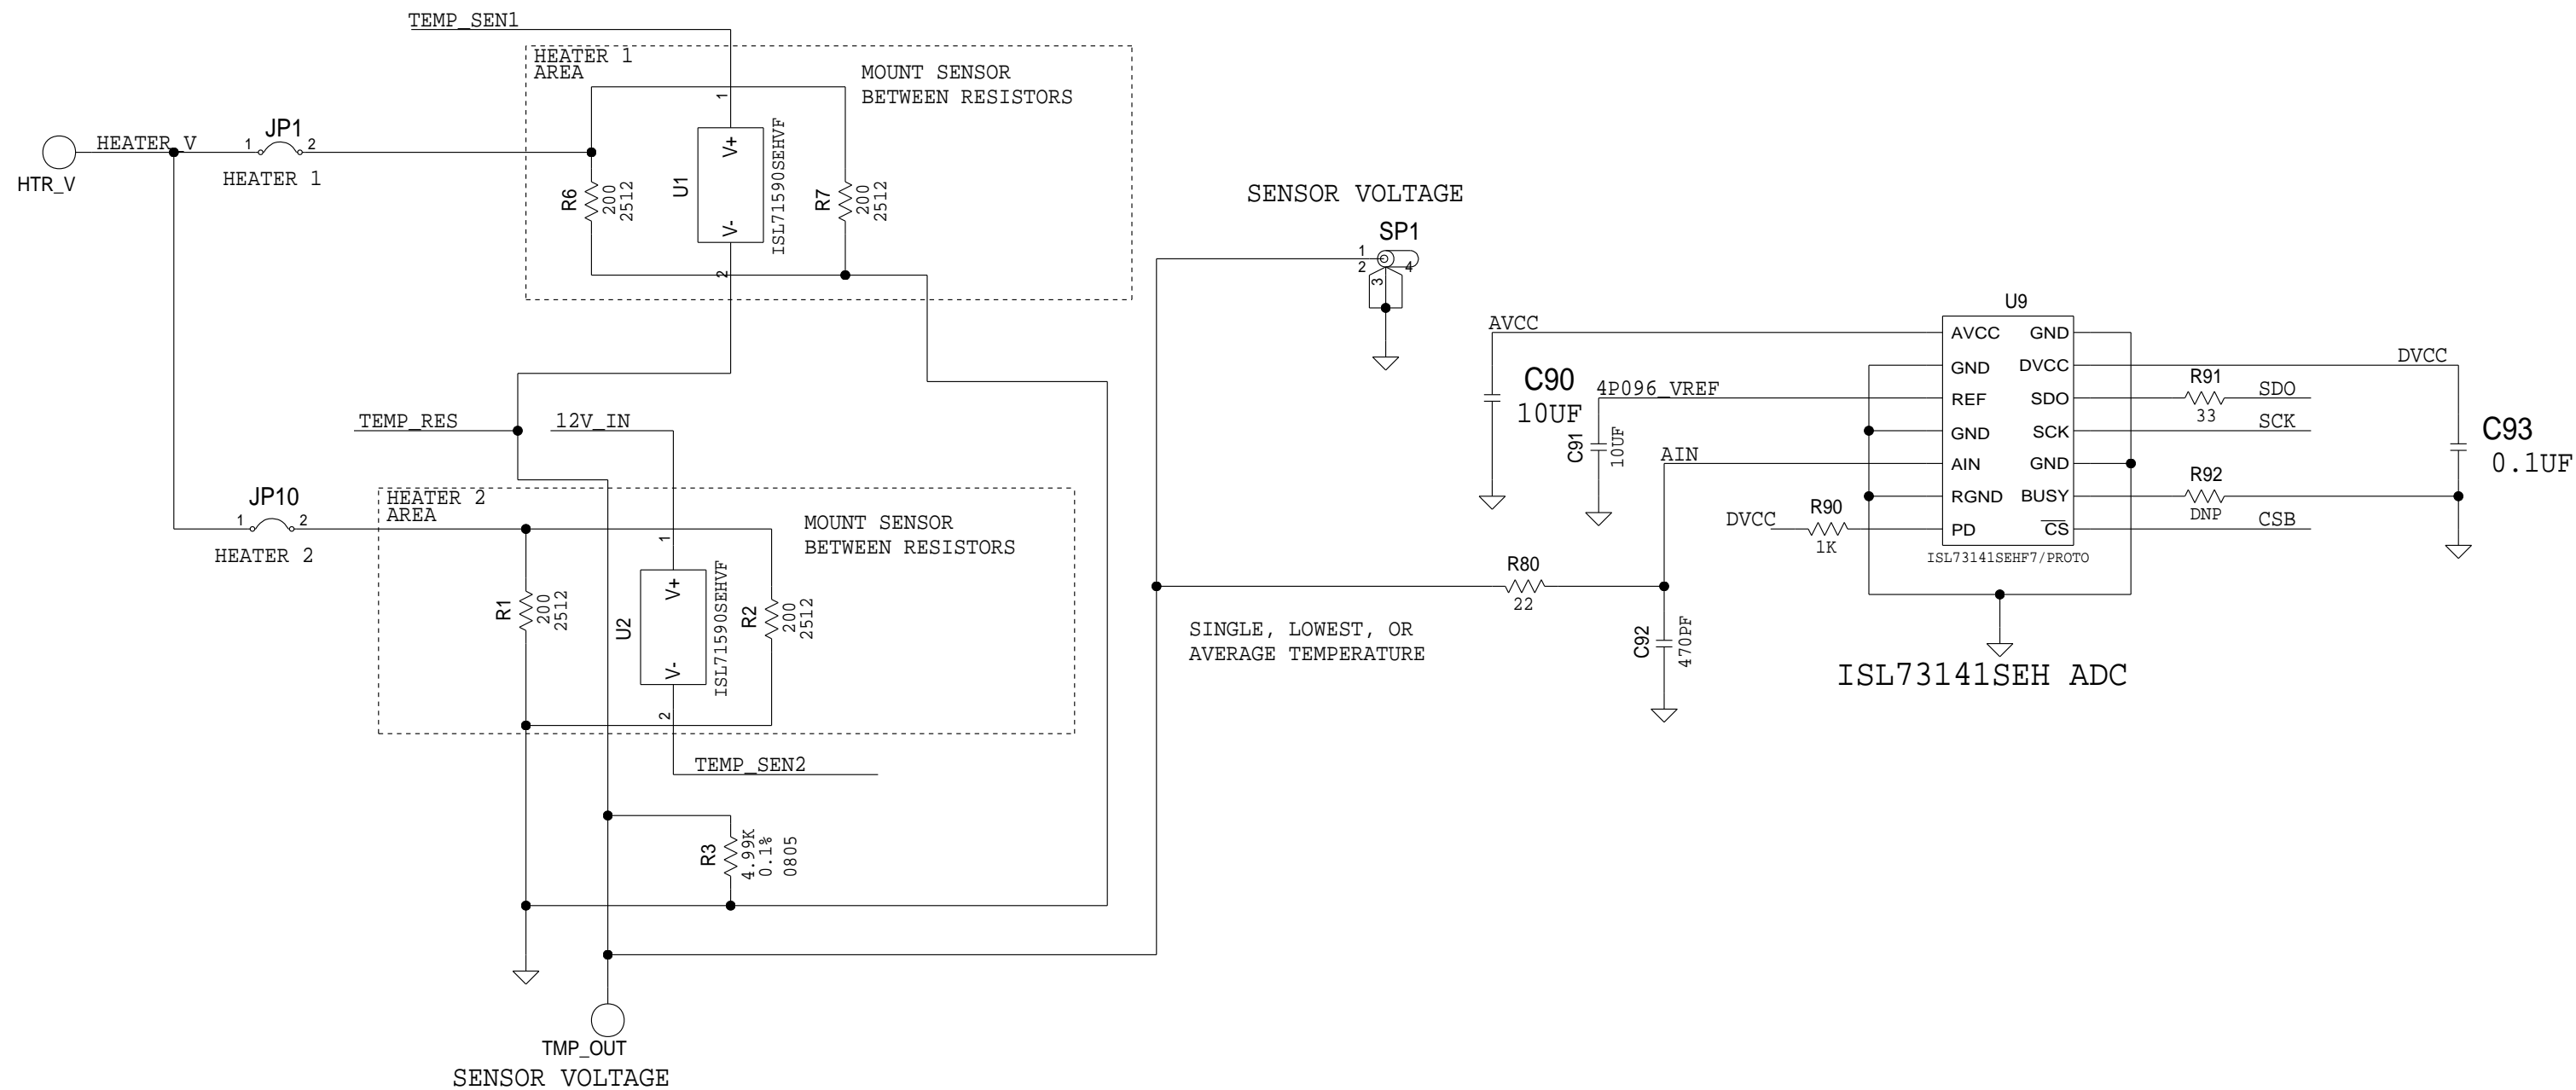 TEMP_SEN1
HEATER 1
AREA
MOUNT SENSOR
BETWEEN RESISTORS
1
V+
U1
V-
ISL71590SEHVF
2
R6
200
2512
R7
200
2512
HEATER_V
HTR_V
JP1
1
2
HEATER 1
TEMP_RES
12V_IN
JP10
1
2
HEATER 2
HEATER 2
AREA
MOUNT SENSOR
BETWEEN RESISTORS
1
V+
U2
V-
ISL71590SEHVF
2
R1
200
2512
R2
200
2512
TEMP_SEN2
R3
4.99K
0.1%
0805
TMP_OUT
SENSOR VOLTAGE
SENSOR VOLTAGE
SP1
1
2
3
4
SINGLE, LOWEST, OR
AVERAGE TEMPERATURE
R80
22
C92
470PF
AVCC
C90
10UF
4P096_VREF
C91
10UF
AIN
DVCC
R90
1K
U9
AVCC
GND
REF
GND
AIN
RGND
PD
GND
DVCC
SDO
SCK
GND
BUSY
CS
ISL73141SEHF7/PROTO
ISL73141SEH ADC
DVCC
R91
33
SDO
SCK
R92
DNP
CSB
C93
0.1UF